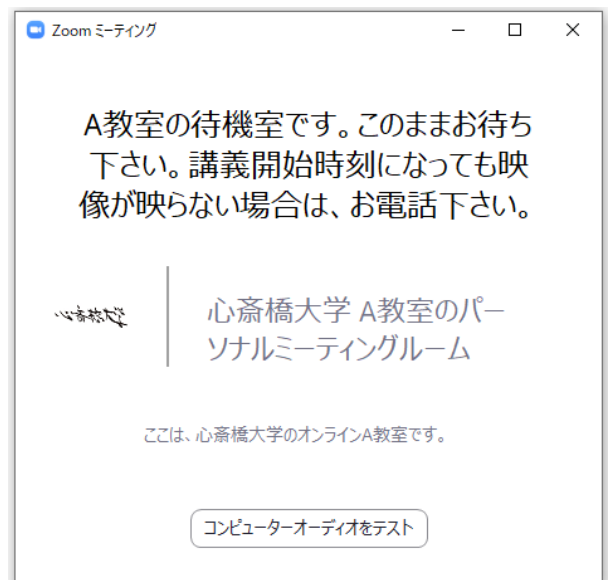 Zoom ミーティング
A教室の待機室です。このままお待ち
下さい。講義開始時刻になっても映
像が映らない場合は、お電話下さい。
心斎橋大学 A教室のパー
ソナルミーティングルーム
ここは、心斎橋大学のオンラインA教室です。
コンピューターオーディオをテスト